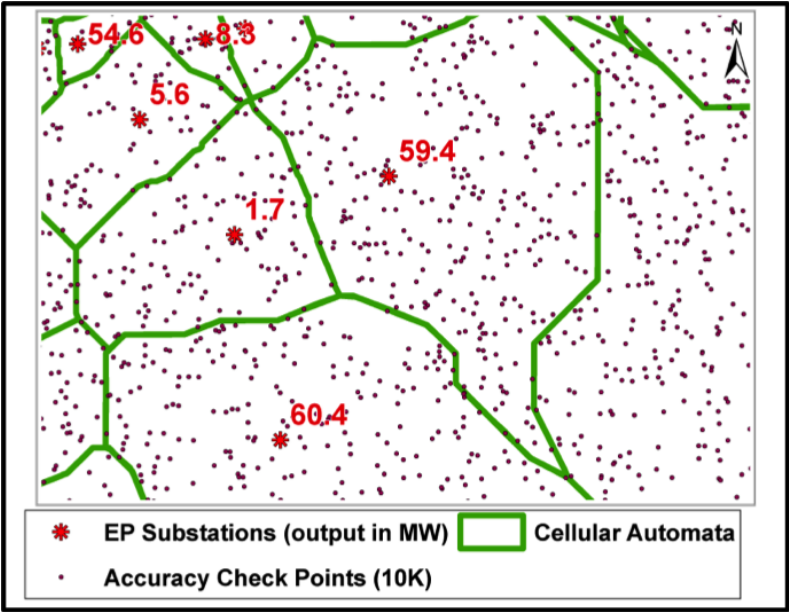 54.6
8.3
N
5.6
59.4
1.7
60.4
EP Substations (output in MW)
Cellular Automata
Accuracy Check Points (10K)